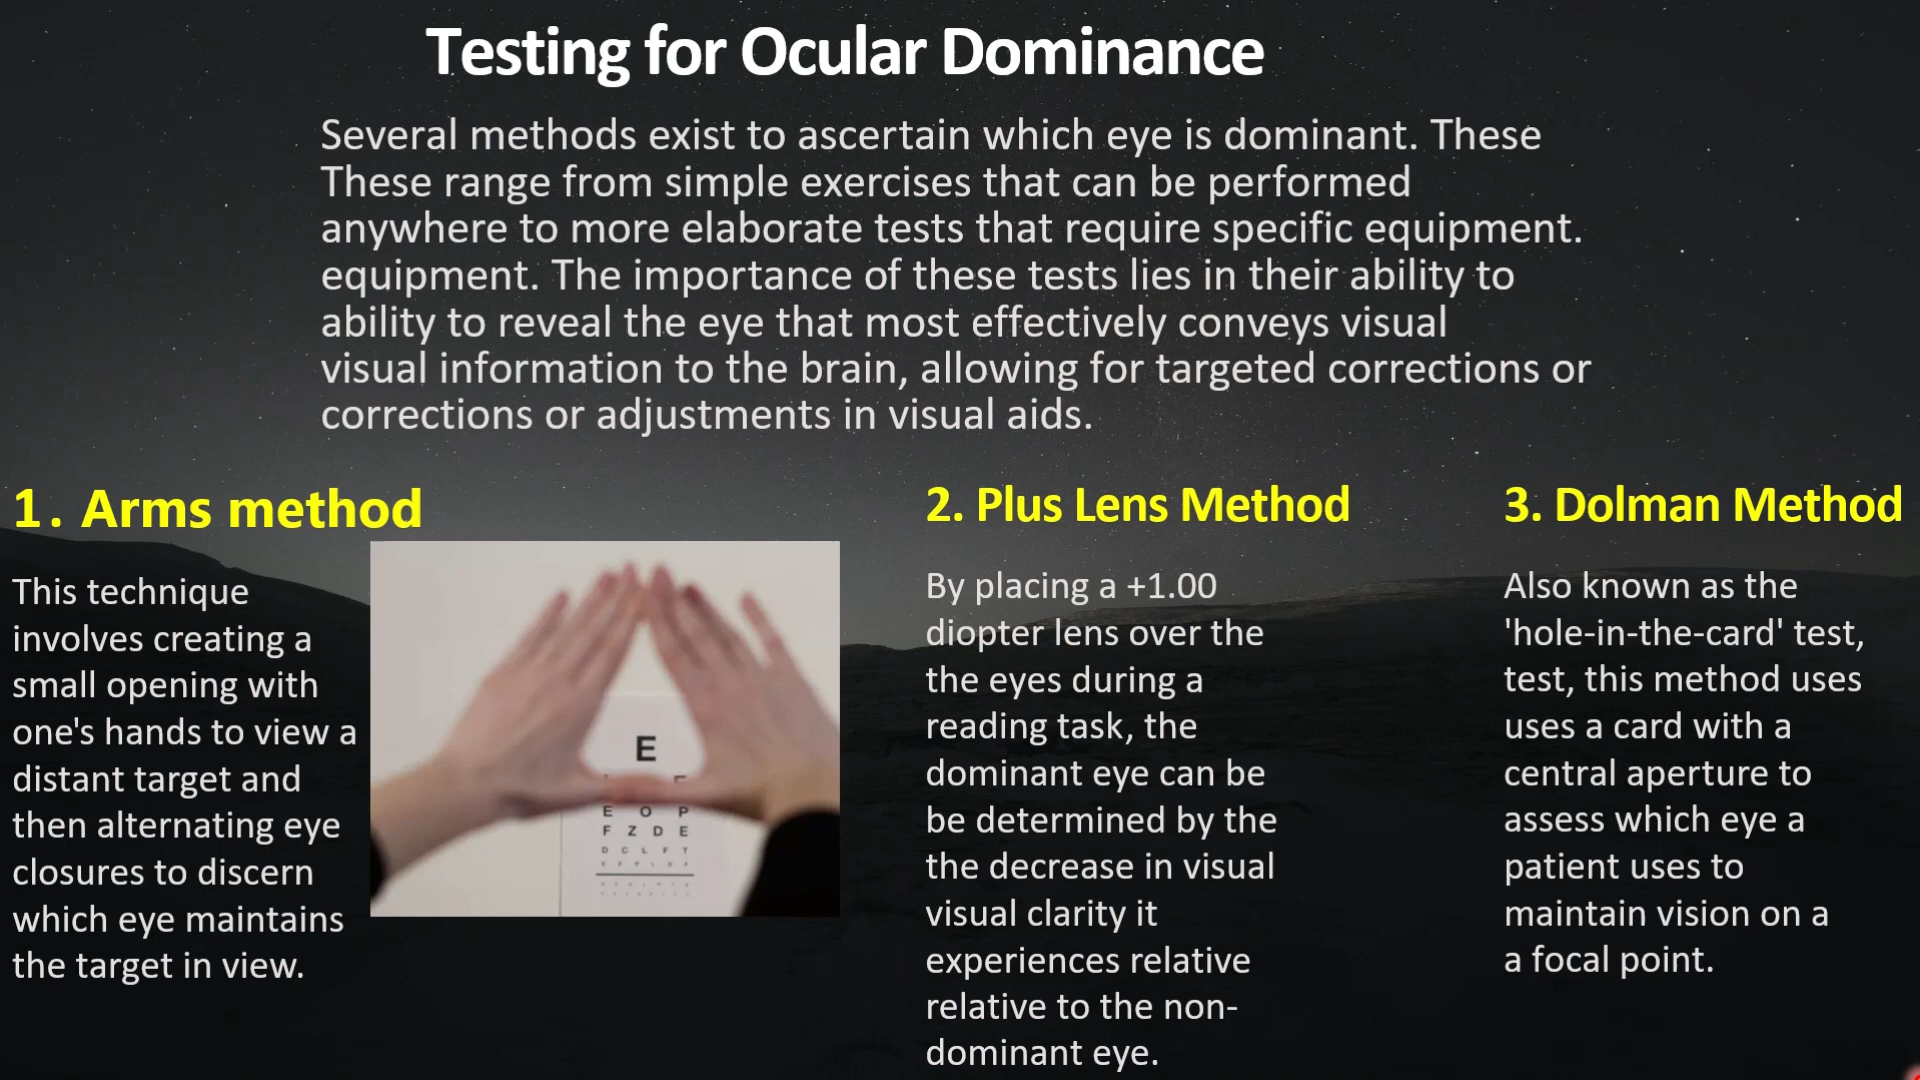 Testing for Ocular Dominance
Several methods exist to ascertain which eye is dominant. These
These range from simple exercises that can be performed
anywhere to more elaborate tests that require specific equipment.
equipment. The importance of these tests lies in their ability to
ability to reveal the eye that most effectively conveys visual
visual information to the brain, allowing for targeted corrections or
corrections or adjustments in visual aids.
1. Arms method
This technique
involves creating a
small opening with
one's hands to view a
distant target and
then alternating eye
closures to discern
which eye maintains
the target in view.
E
E O P
F Z D E
D C L F T
2. Plus Lens Method
By placing a +1.00
diopter lens over the
the eyes during a
reading task, the
dominant eye can be
be determined by the
the decrease in visual
visual clarity it
experiences relative
relative to the non-
dominant eye.
3. Dolman Method
Also known as the
'hole-in-the-card' test,
test, this method uses
uses a card with a
central aperture to
assess which eye a
patient uses to
maintain vision on a
a focal point.